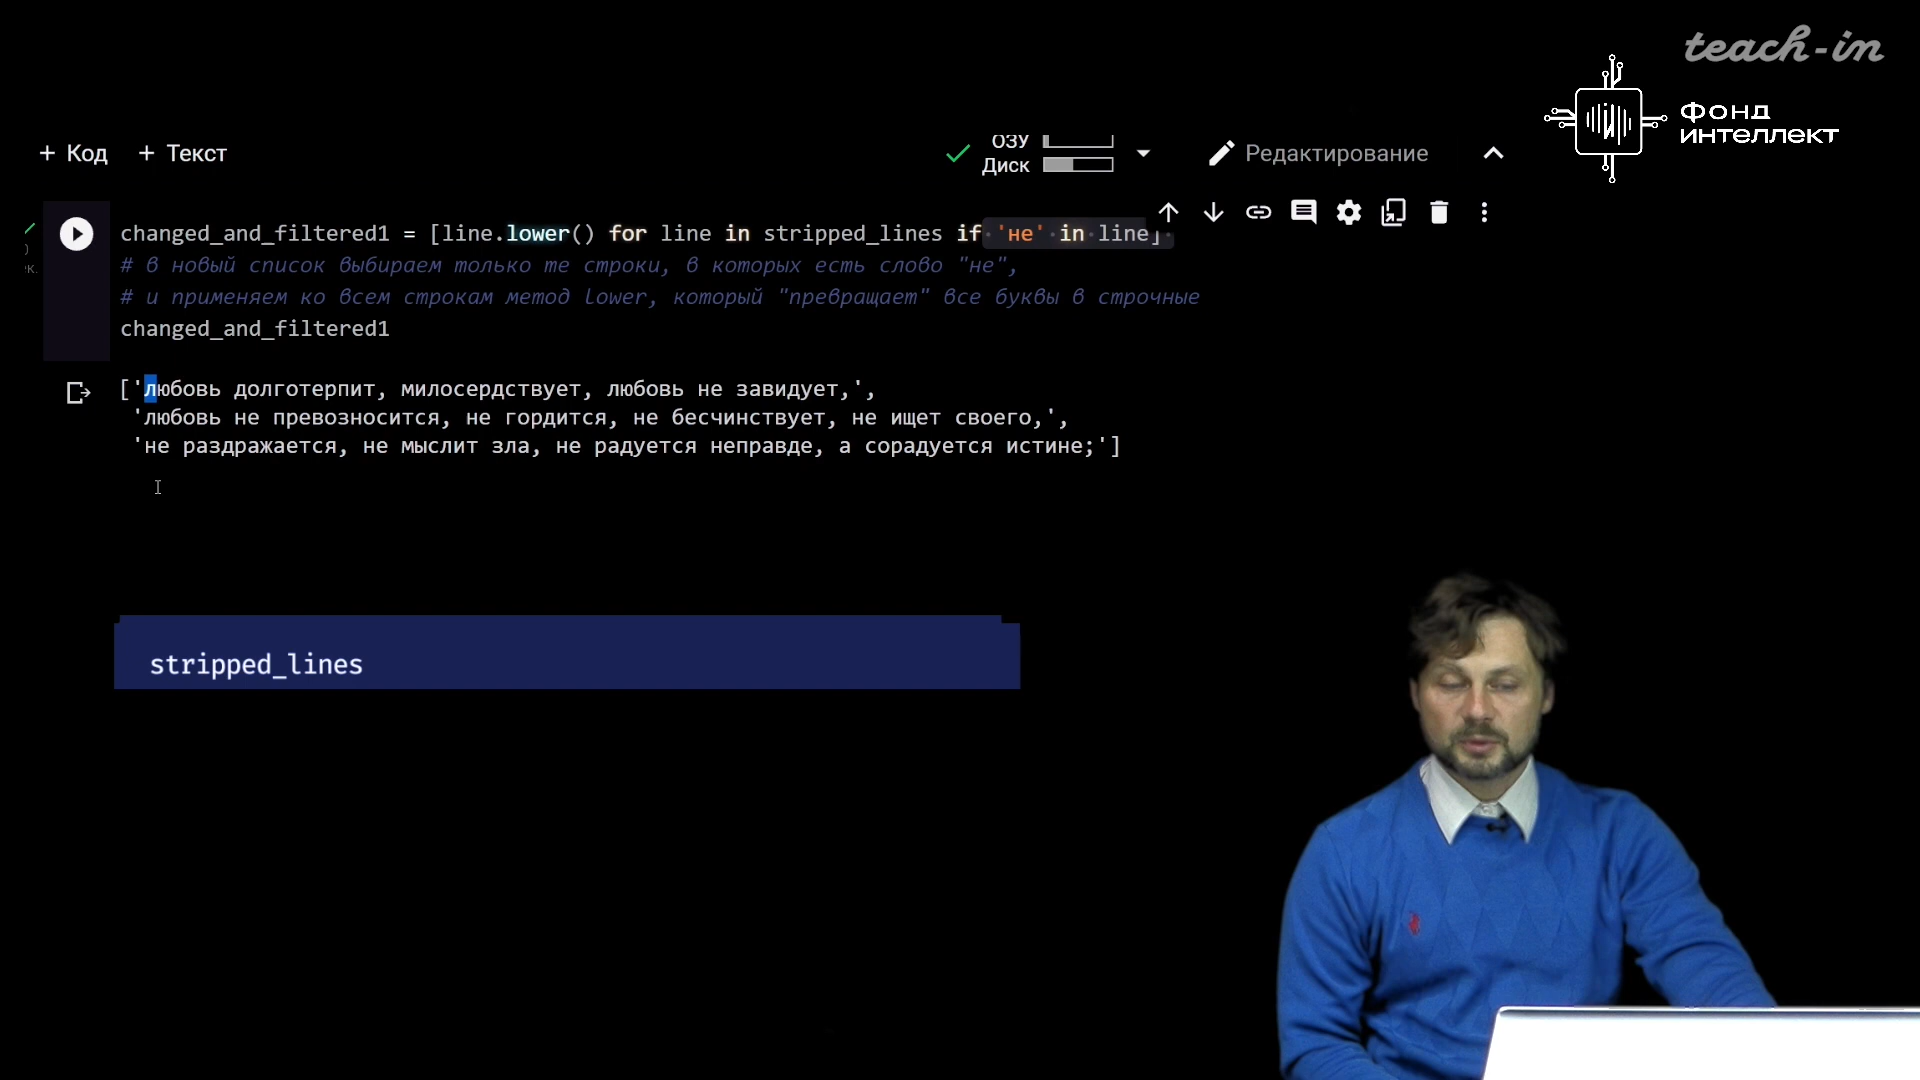 teach-in
Фонд
интеллект
+ Код + Текст
ОЗУ
Диск
Редактирование
changed_and_filtered1 = [line.lower() for line in stripped_lines if 'не' in line]
# в новый список выбираем только те строки, в которых есть слово "не",
# и применяем ко всем строкам метод lower, который "превращает" все буквы в строчные
changed_and_filtered1
['любовь долготерпит, милосердствует, любовь не завидует,',
'любовь не превозносится, не гордится, не бесчинствует, не ищет своего,',
'не раздражается, не мыслит зла, не радуется неправде, а сорадуется истине;']
stripped_lines